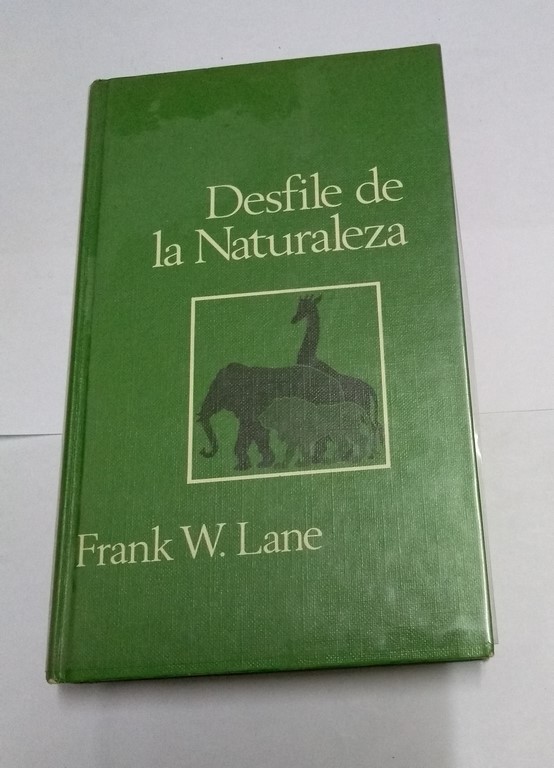 Desfile de
la Naturaleza
Frank W. Lane